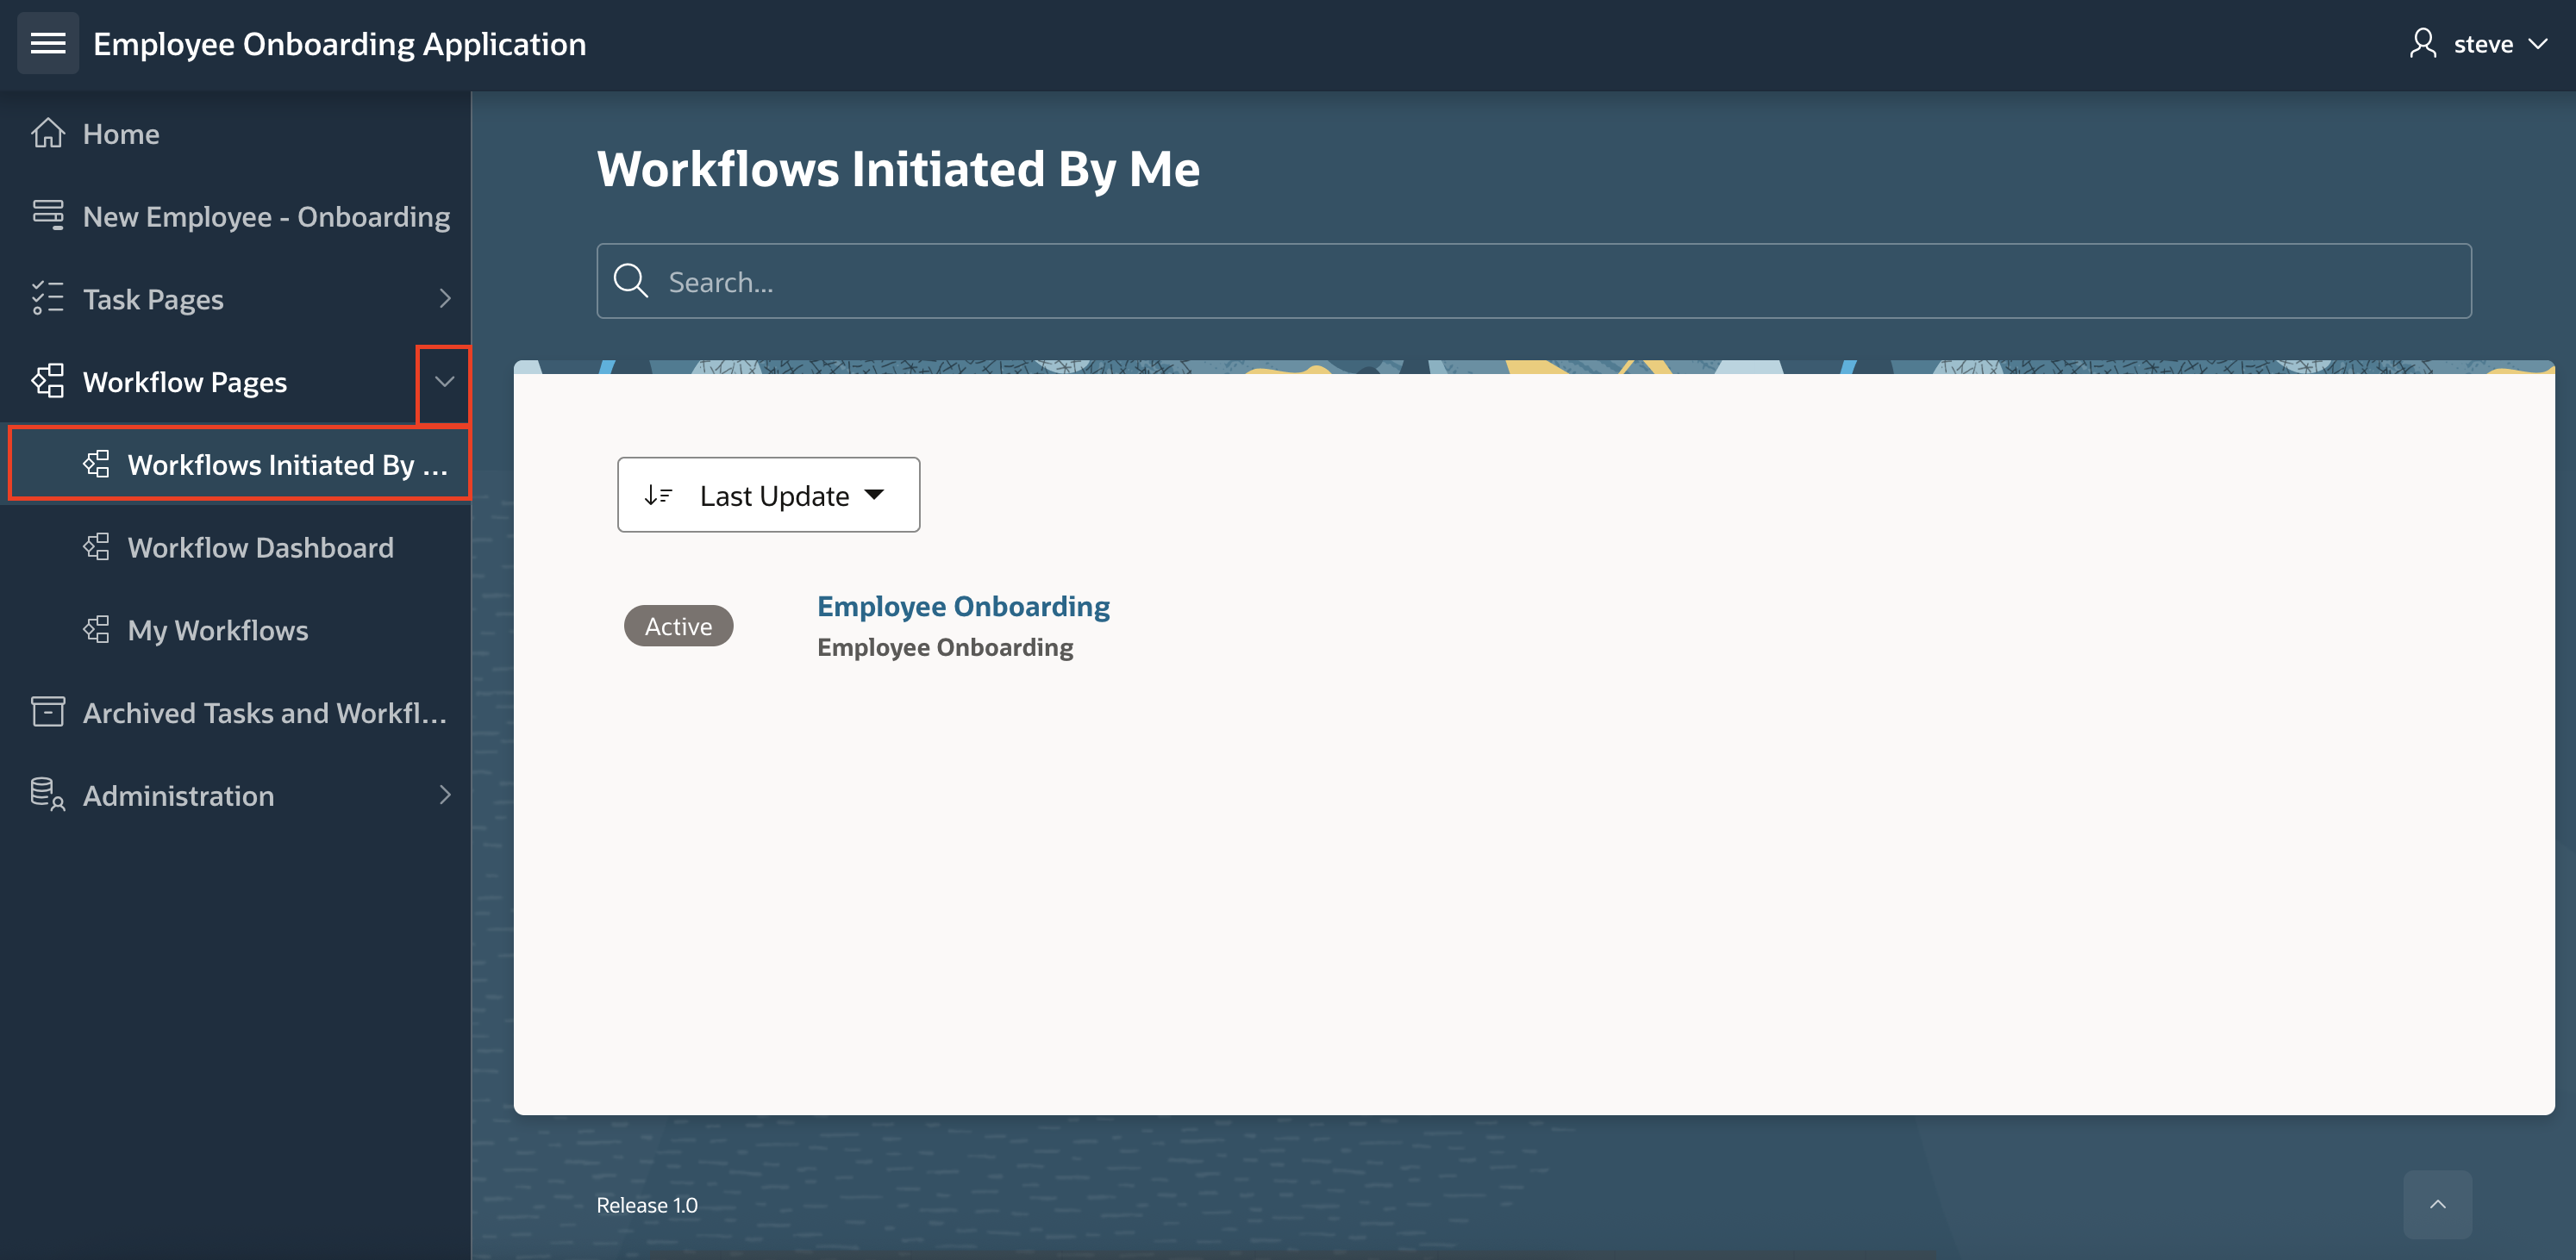 Employee Onboarding Application
steve
Home
New Employee - Onboarding
Task Pages
Workflow Pages
Workflows Initiated By ...
Workflow Dashboard
My Workflows
Archived Tasks and Workfl...
Administration
Workflows Initiated By Me
Search...
Last Update
Active
Employee Onboarding
Employee Onboarding
Release 1.0